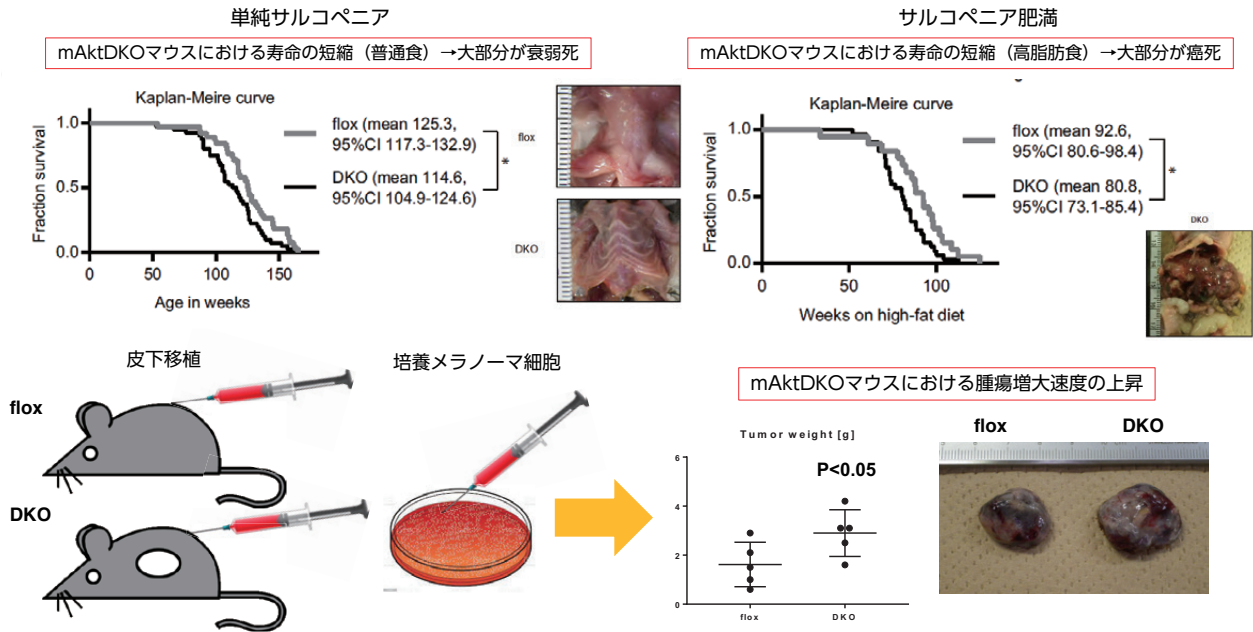 単純サルコペニア
mAktDKOマウスにおける寿命の短縮（普通食）→大部分が衰弱死
Kaplan-Meire curve
Fraction survival
1.0
0.5
0.0
0
50
100
150
Age in weeks
flox (mean 125.3,
95%CI 117.3-132.9)
DKO (mean 114.6,
95%CI 104.9-124.6)
*
flox
DKO
サルコペニア肥満
mAktDKOマウスにおける寿命の短縮（高脂肪食）→大部分が癌死
Kaplan-Meire curve
Fraction survival
1.0
0.5
0.0
0
50
100
Weeks on high-fat diet
flox (mean 92.6,
95%CI 80.6-98.4)
DKO (mean 80.8,
95%CI 73.1-85.4)
*
DKO
皮下移植
flox
DKO
培養メラノーマ細胞
mAktDKOマウスにおける腫瘍増大速度の上昇
Tumor weight [g]
6
4
2
0
P<0.05
flox
DKO
flox
DKO